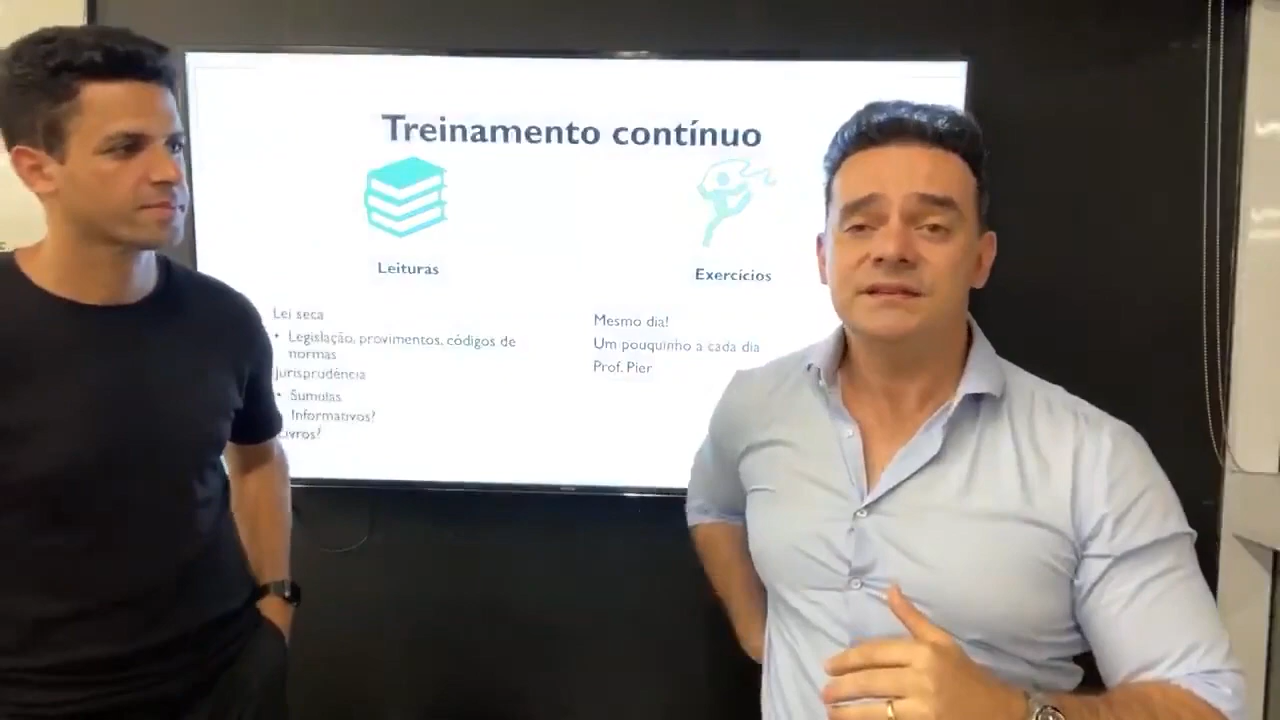 Treinamento contínuo
Leituras
Lei seca
• Legislação, provimentos, códigos de
normas
Jurisprudência
• Sumulas
Informativos?
Livros?
Exercícios
Mesmo dia!
Um pouquinho a cada dia
Prof. Pier